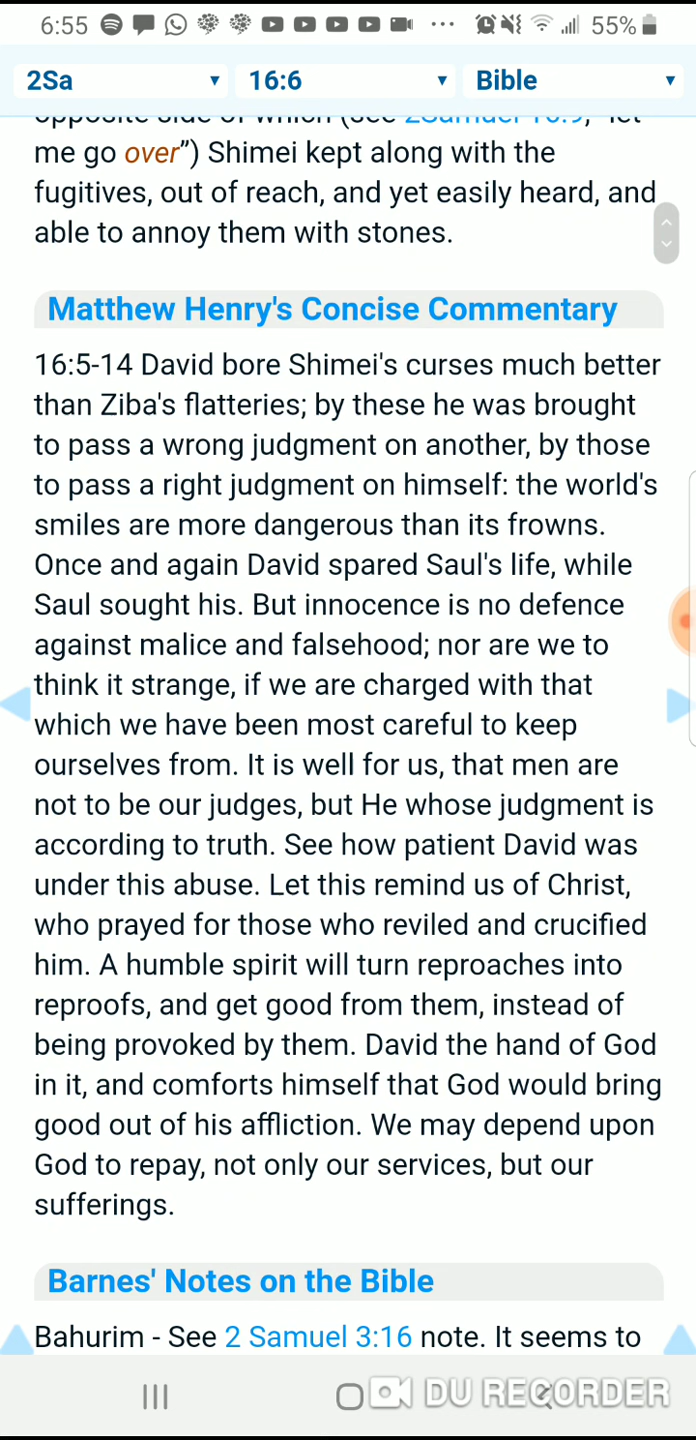 6:55
55%
2Sa
16:6
Bible
opposite side of which (see 2Samuel 16:9, "let
me go over”) Shimei kept along with the
fugitives, out of reach, and yet easily heard, and
able to annoy them with stones.
Matthew Henry's Concise Commentary
16:5-14 David bore Shimei's curses much better
than Ziba's flatteries; by these he was brought
to pass a wrong judgment on another, by those
to pass a right judgment on himself: the world's
smiles are more dangerous than its frowns.
Once and again David spared Saul's life, while
Saul sought his. But innocence is no defence
against malice and falsehood; nor are we to
think it strange, if we are charged with that
which we have been most careful to keep
ourselves from. It is well for us, that men are
not to be our judges, but He whose judgment is
according to truth. See how patient David was
under this abuse. Let this remind us of Christ,
who prayed for those who reviled and crucified
him. A humble spirit will turn reproaches into
reproofs, and get good from them, instead of
being provoked by them. David the hand of God
in it, and comforts himself that God would bring
good out of his affliction. We may depend upon
God to repay, not only our services, but our
sufferings.
Barnes' Notes on the Bible
Bahurim - See 2 Samuel 3:16 note. It seems to
DU RECORDER